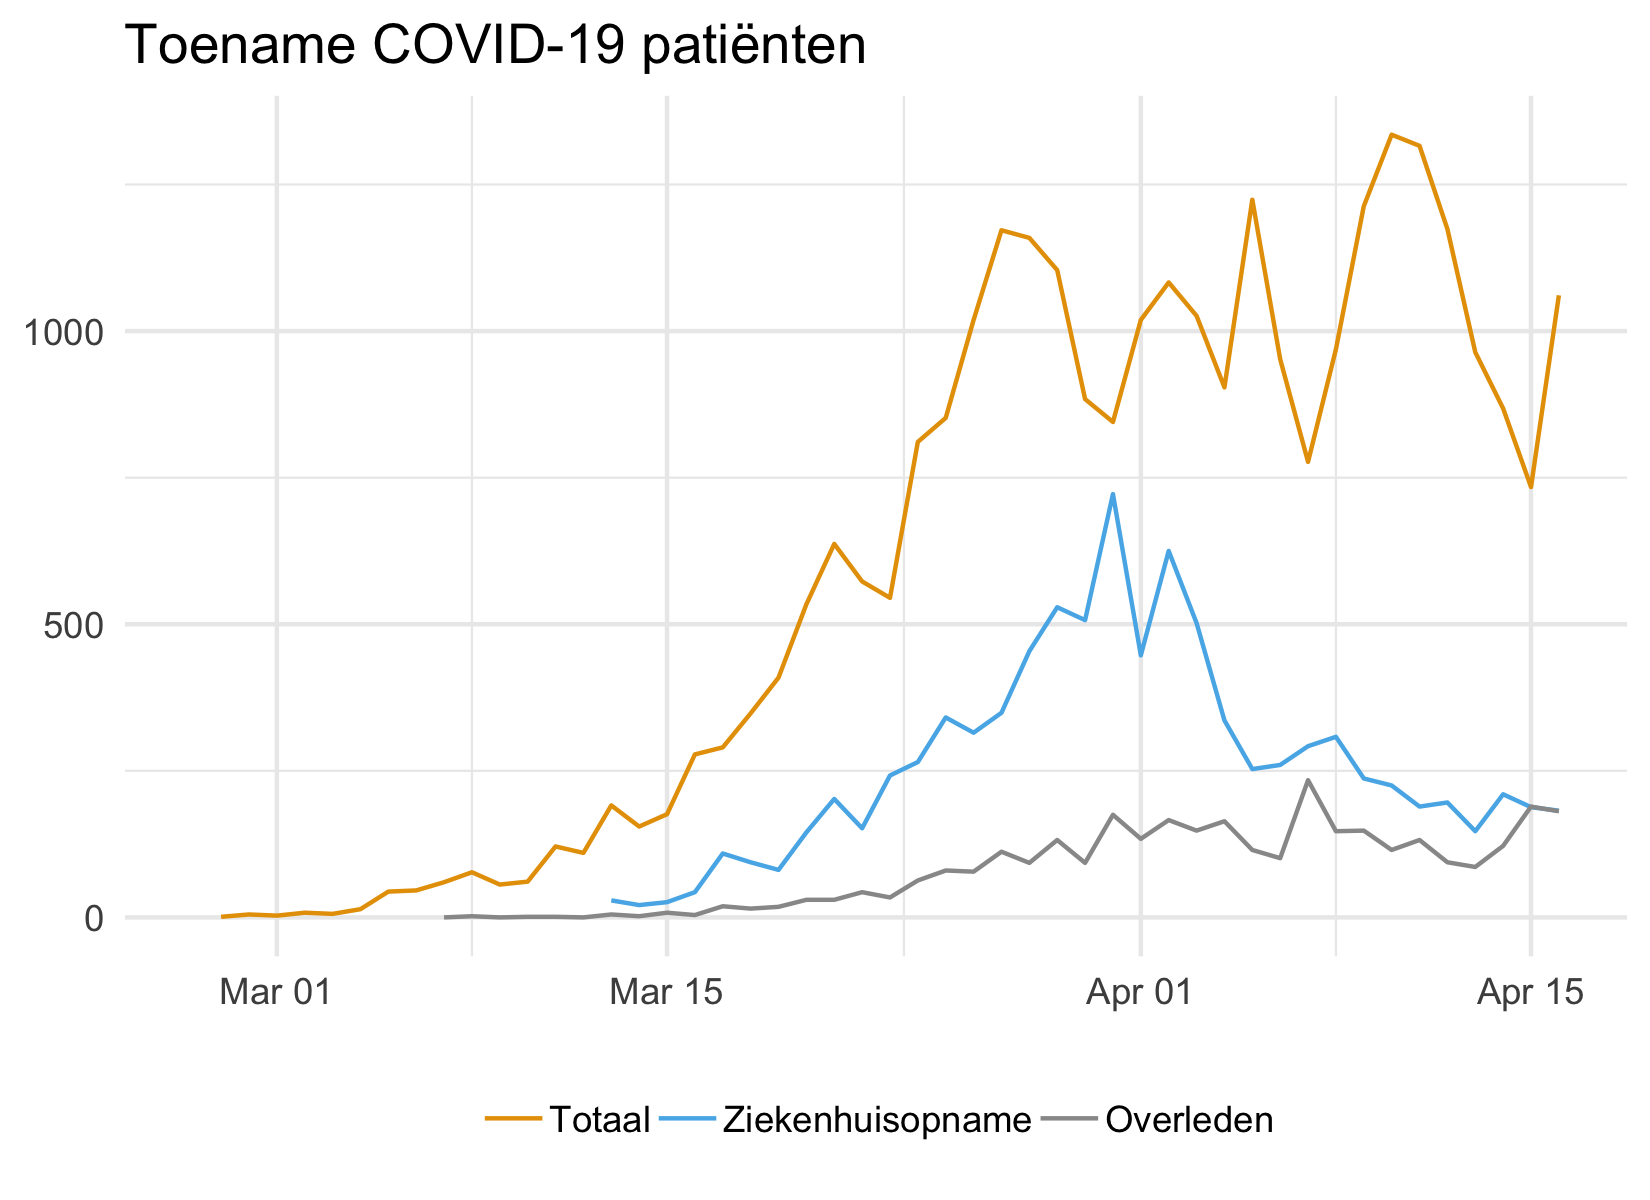 Toename COVID-19 patiënten
1000
500
0
Mar 01 Mar 15 Apr 01 Apr 15
Totaal Ziekenhuisopname Overleden